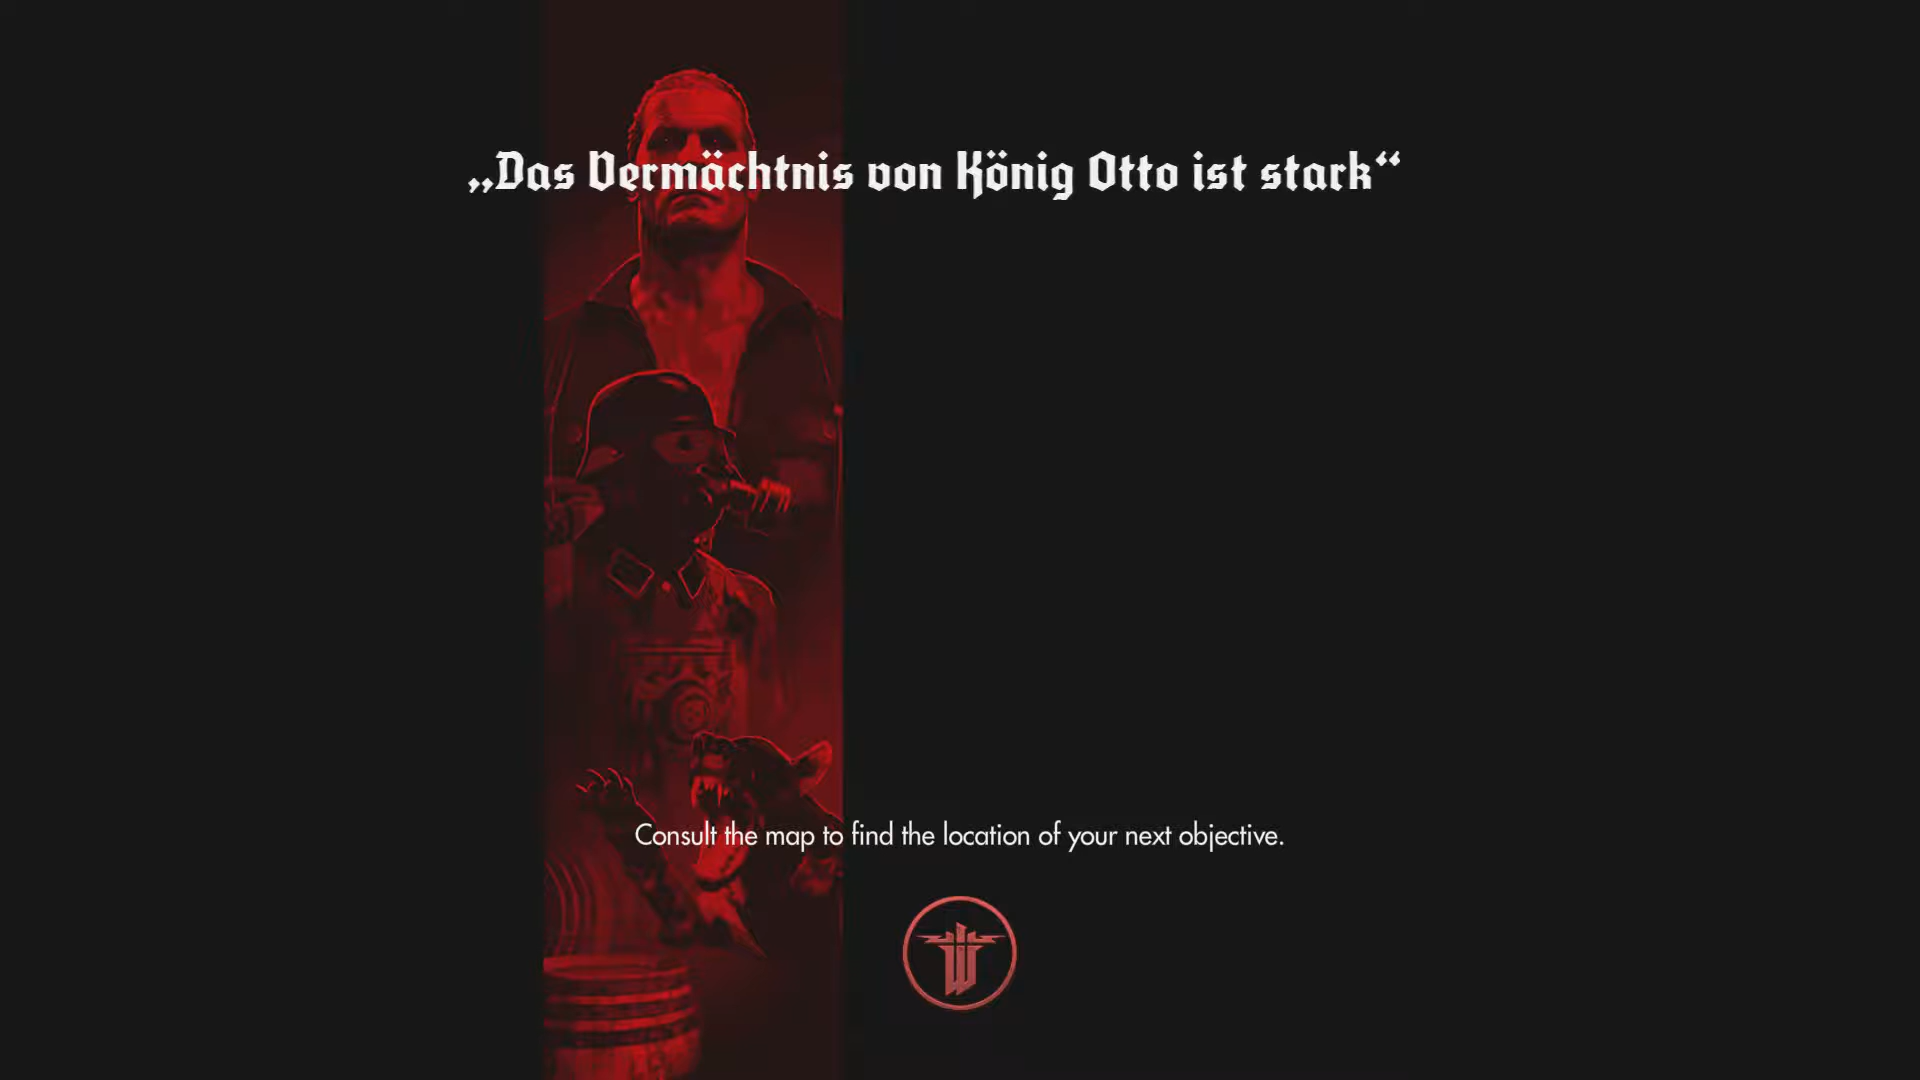 „Das Vermächtnis von König Otto ist stark“
Consult the map to find the location of your next objective.